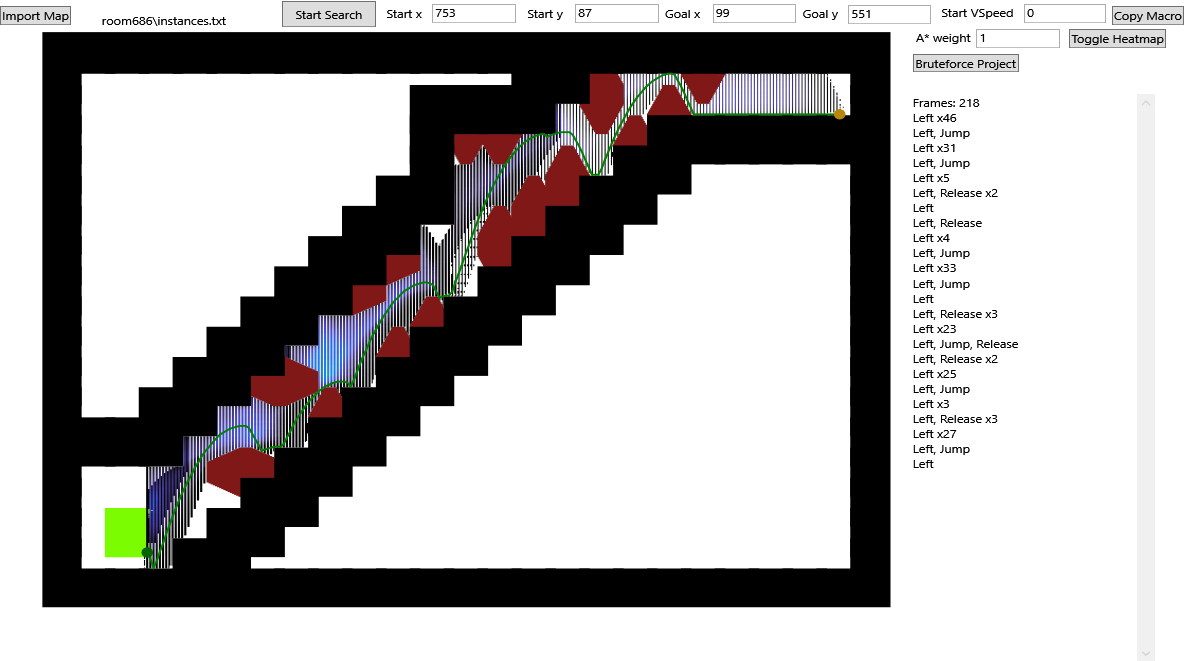 Import Map
room686\instances.txt
Start Search
Start x 753
Start y 87
Goal x 99
Goal y 551
Start VSpeed 0
Copy Macro
A* weight 1
Toggle Heatmap
Bruteforce Project
Frames: 218
Left x46
Left, Jump
Left x31
Left, Jump
Left x5
Left, Release x2
Left
Left, Release
Left x4
Left, Jump
Left x33
Left, Jump
Left
Left, Release x3
Left x23
Left, Jump, Release
Left, Release x2
Left x25
Left, Jump
Left x3
Left, Release x3
Left x27
Left, Jump
Left